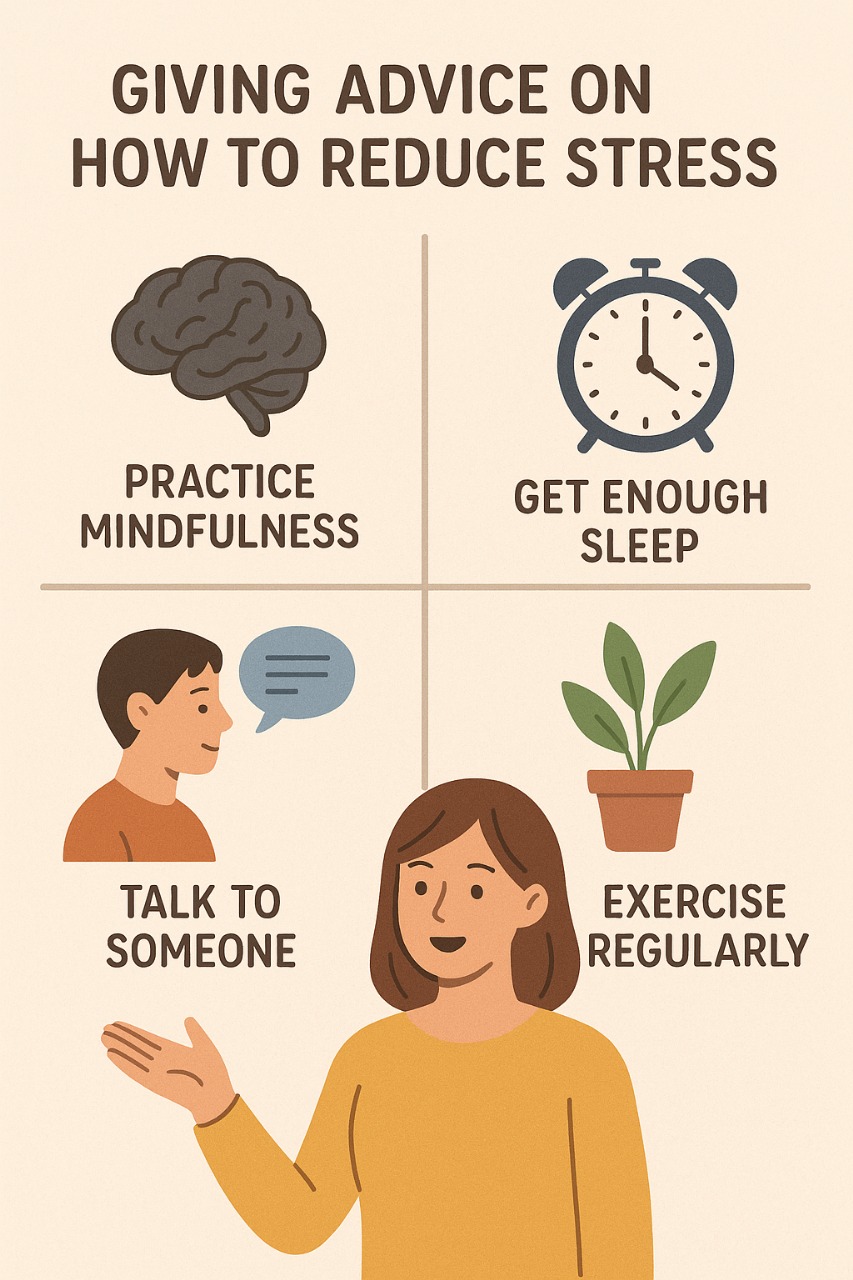 GIVING ADVICE ON
HOW TO REDUCE STRESS
PRACTICE
MINDFULNESS
GET ENOUGH
SLEEP
TALK TO
SOMEONE
EXERCISE
REGULARLY